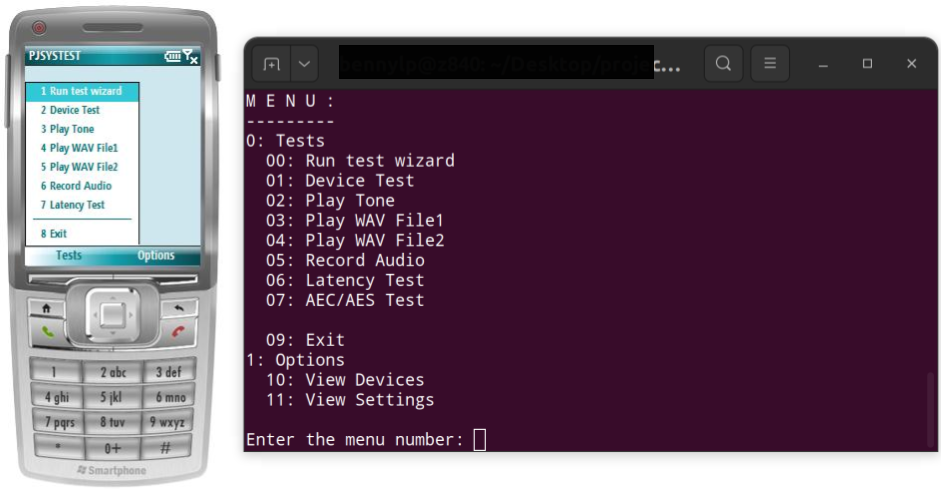 PJSYSTEST
1 Run test wizard
2 Device Test
3 Play Tone
4 Play WAV File1
5 Play WAV File2
6 Record Audio
7 Latency Test
8 Exit
Tests Options
1 2 abc 3 def
4 ghi 5 jkl 6 mno
7 pqrs 8 tuv 9 wxyz
* 0+ #
Smartphone
c...
M E N U :
---------
0: Tests
00: Run test wizard
01: Device Test
02: Play Tone
03: Play WAV File1
04: Play WAV File2
05: Record Audio
06: Latency Test
07: AEC/AES Test
09: Exit
1: Options
10: View Devices
11: View Settings
Enter the menu number: